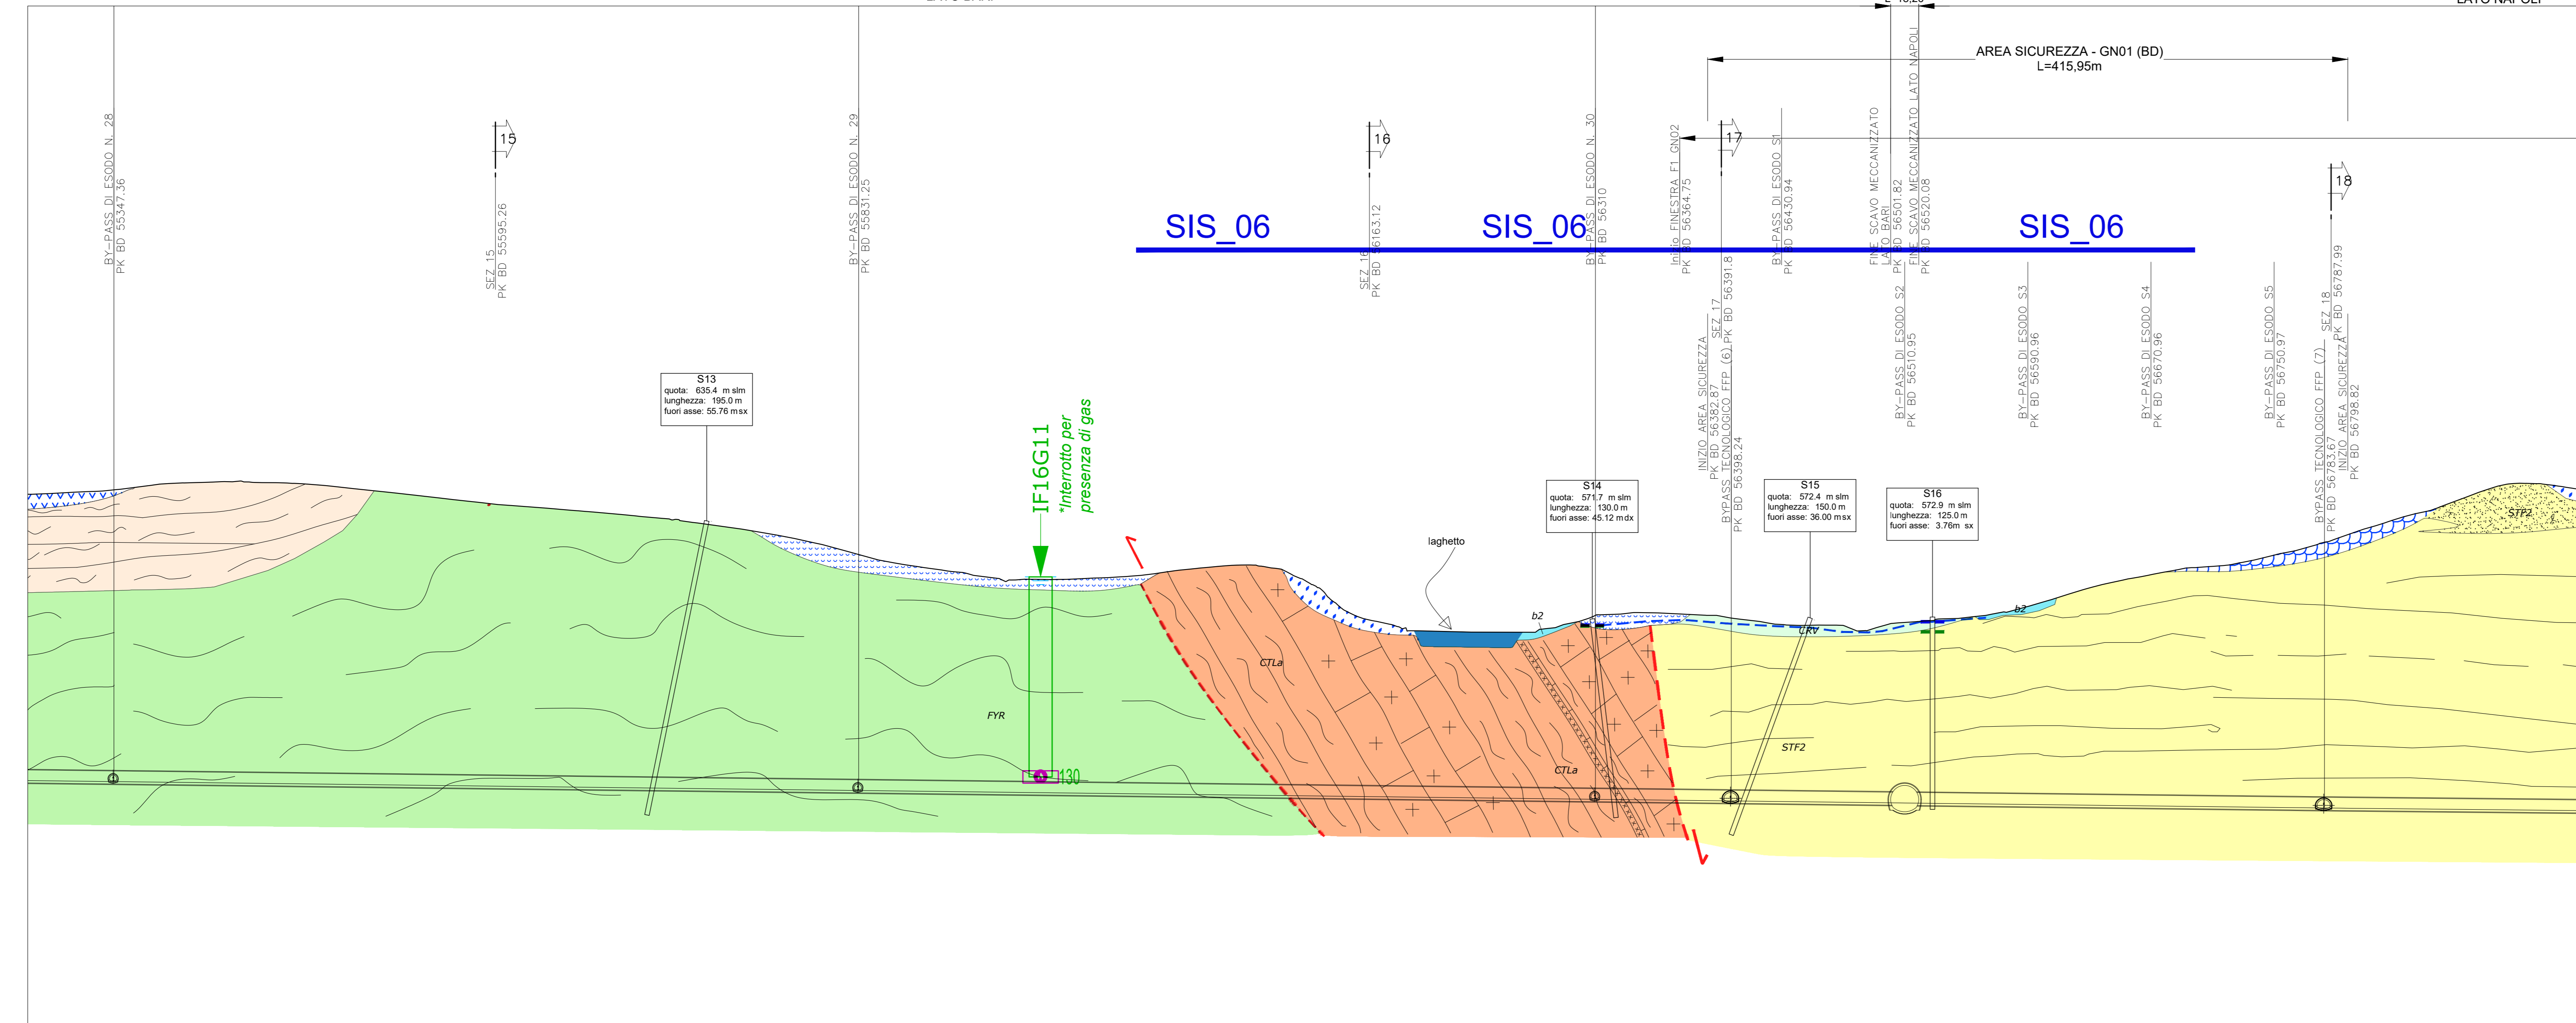 AREA SICUREZZA - GN01 (BD)
L=415,95m
BY-PASS DI ESODO N. 28
PK BD 55347.36
15
SEZ 15
PK BD 55595.26
BY-PASS DI ESODO N. 29
PK BD 55831.25
16
SEZ 16
PK BD 56163.12
BY-PASS DI ESODO N. 30
PK BD 56310
Inizio FINESTRA F1 GN02
PK BD 56364.75
17
SEZ 17
PK BD 56391.8
BY-PASS DI ESODO S1
PK BD 56430.94
FINE SCAVO MECCANIZZATO
LATO BARI
PK BD 56501.82
FINE SCAVO MECCANIZZATO LATO NAPOLI
PK BD 56520.08
18
SEZ 18
PK BD 56787.99
SIS_06
SIS_06
SIS_06
INIZIO AREA SICUREZZA
PK BD 56382.87
BYPASS TECNOLOGICO FFP (6)
PK BD 56398.24
BY-PASS DI ESODO S2
PK BD 56510.95
BY-PASS DI ESODO S3
PK BD 56590.96
BY-PASS DI ESODO S4
PK BD 56670.96
BY-PASS DI ESODO S5
PK BD 56750.97
BYPASS TECNOLOGICO FFP (7)
PK BD 56783.67
INIZIO AREA SICUREZZA
PK BD 56798.82
S13
quota: 635.4 m slm
lunghezza: 195.0 m
fuori asse: 55.76 m sx
IF16G11
*Interrotto per
presenza di gas
S14
quota: 571.7 m slm
lunghezza: 130.0 m
fuori asse: 45.12 m dx
S15
quota: 572.4 m slm
lunghezza: 150.0 m
fuori asse: 36.00 m sx
S16
quota: 572.9 m slm
lunghezza: 125.0 m
fuori asse: 3.76m sx
laghetto
b2
b2
CRV
STF2
CTLa
FYR
STF2
CTLa
130